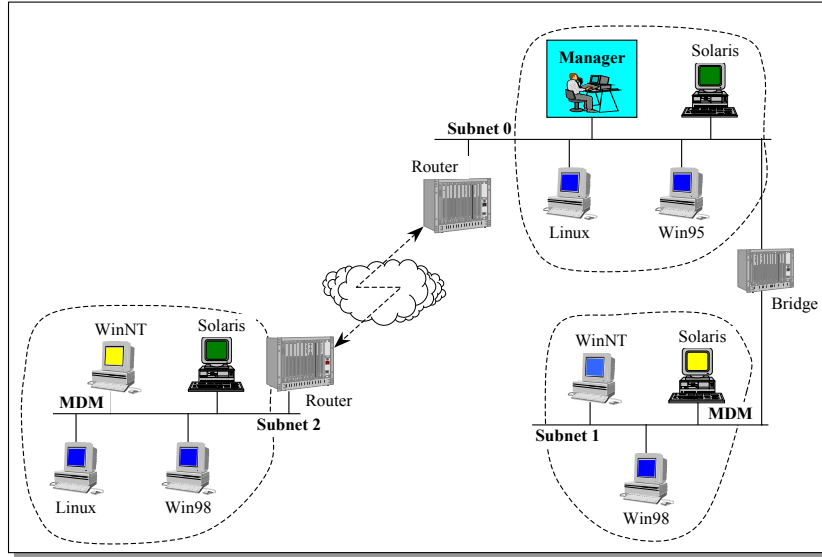 Manager
Solaris
Subnet 0
Router
Linux
Win95
Bridge
WinNT
Solaris
MDM
Router
Subnet 2
Linux
Win98
WinNT
Solaris
MDM
Subnet 1
Win98